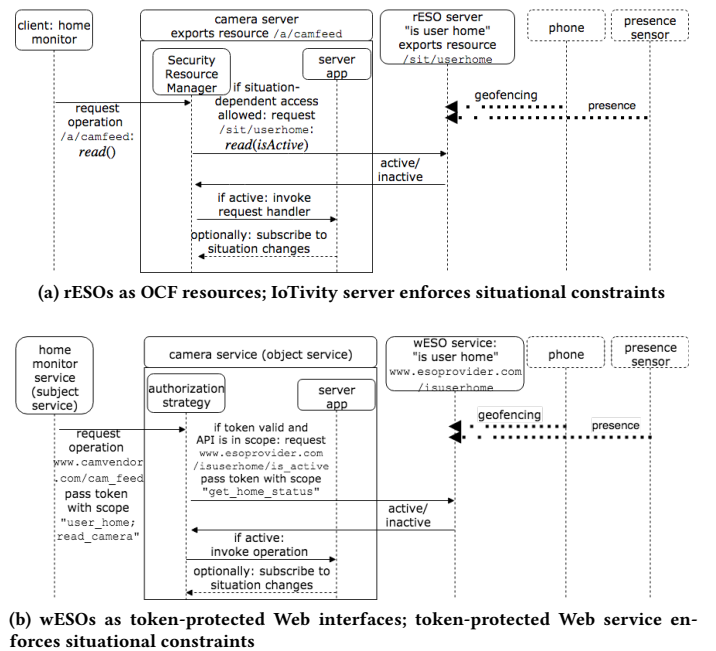 client: home
monitor
camera server
exports resource /a/camfeed
rESO server
"is user home"
exports resource
/sit/userhome
phone
presence
sensor
Security
Resource
Manager
server
app
request
operation
/a/camfeed:
read()
if situation-
dependent access
allowed: request
/sit/userhome:
read(isActive)
geofencing
presence
active/
inactive
if active: invoke
request handler
optionally: subscribe to
situation changes
(a) rESOs as OCF resources; IoTivity server enforces situational constraints
home
monitor
service
(subject
service)
camera service (object service)
wESO service:
"is user home"
www.esoprovider.com
/isuserhome
phone
presence
sensor
authorization
strategy
server
app
request
operation
www.camvendor
.com/cam_feed
pass token
with scope
"user_home;
read_camera"
if token valid and
API is in scope: request
www.esoprovider.com
/isuserhome/is_active
pass token with scope
"get_home_status"
geofencing
presence
active/
inactive
if active:
invoke operation
optionally: subscribe to
situation changes
(b) wESOs as token-protected Web interfaces; token-protected Web service en-
forces situational constraints